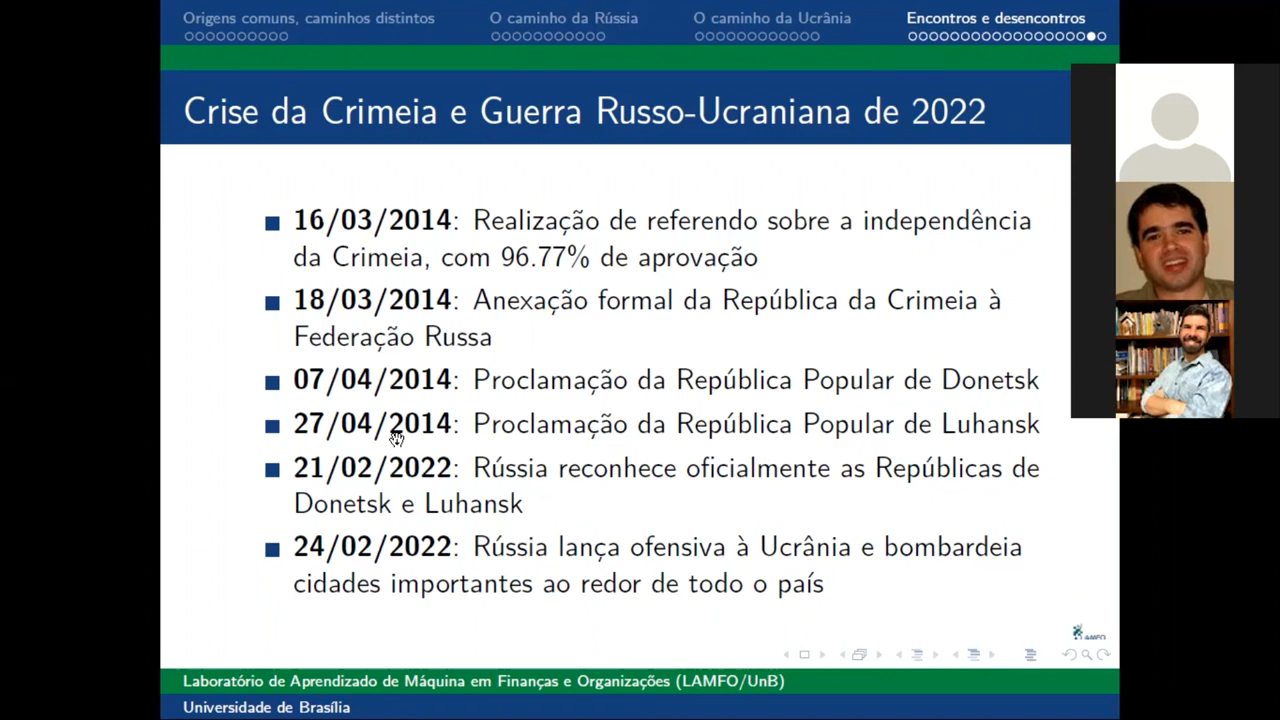 Origens comuns, caminhos distintos
O caminho da Rússia
O caminho da Ucrânia
Encontros e desencontros
Crise da Crimeia e Guerra Russo-Ucraniana de 2022
16/03/2014: Realização de referendo sobre a independência
da Crimeia, com 96.77% de aprovação
18/03/2014: Anexação formal da República da Crimeia à
Federação Russa
07/04/2014: Proclamação da República Popular de Donetsk
27/04/2014: Proclamação da República Popular de Luhansk
21/02/2022: Rússia reconhece oficialmente as Repúblicas de
Donetsk e Luhansk
24/02/2022: Rússia lança ofensiva à Ucrânia e bombardeia
cidades importantes ao redor de todo o país
LAMFO
Laboratório de Aprendizado de Máquina em Finanças e Organizações (LAMFO/UnB)
Universidade de Brasília